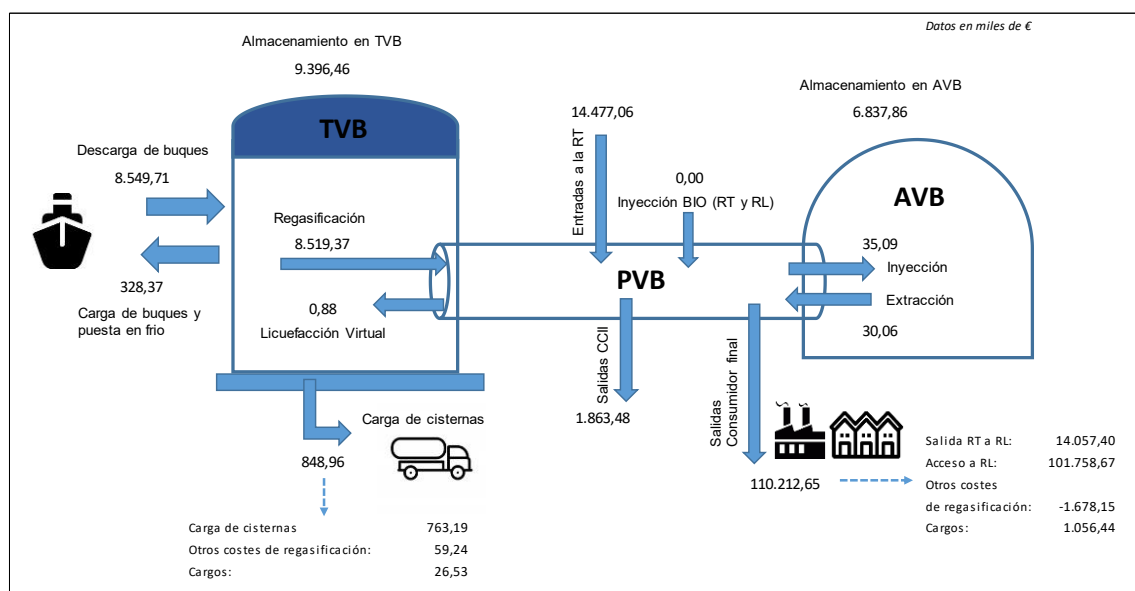 Datos en miles de €
Almacenamiento en TVB
9.396,46
Almacenamiento en AVB
6.837,86
TVB
14.477,06
Entradas a la RT
0,00
Inyección BIO (RT y RL)
Descarga de buques
8.549,71
AVB
Regasificación
8.519,37
35,09
Inyección
PVB
Extracción
30,06
328,37
Carga de buques y
puesta en frio
0,88
Licuefacción Virtual
Salidas CCII
1.863,48
Salidas
Consumidor final
110.212,65
Carga de cisternas
848,96
Salida RT a RL: 14.057,40
Acceso a RL: 101.758,67
Otros costes
de regasificación: -1.678,15
Cargos: 1.056,44
Carga de cisternas 763,19
Otros costes de regasificación: 59,24
Cargos: 26,53